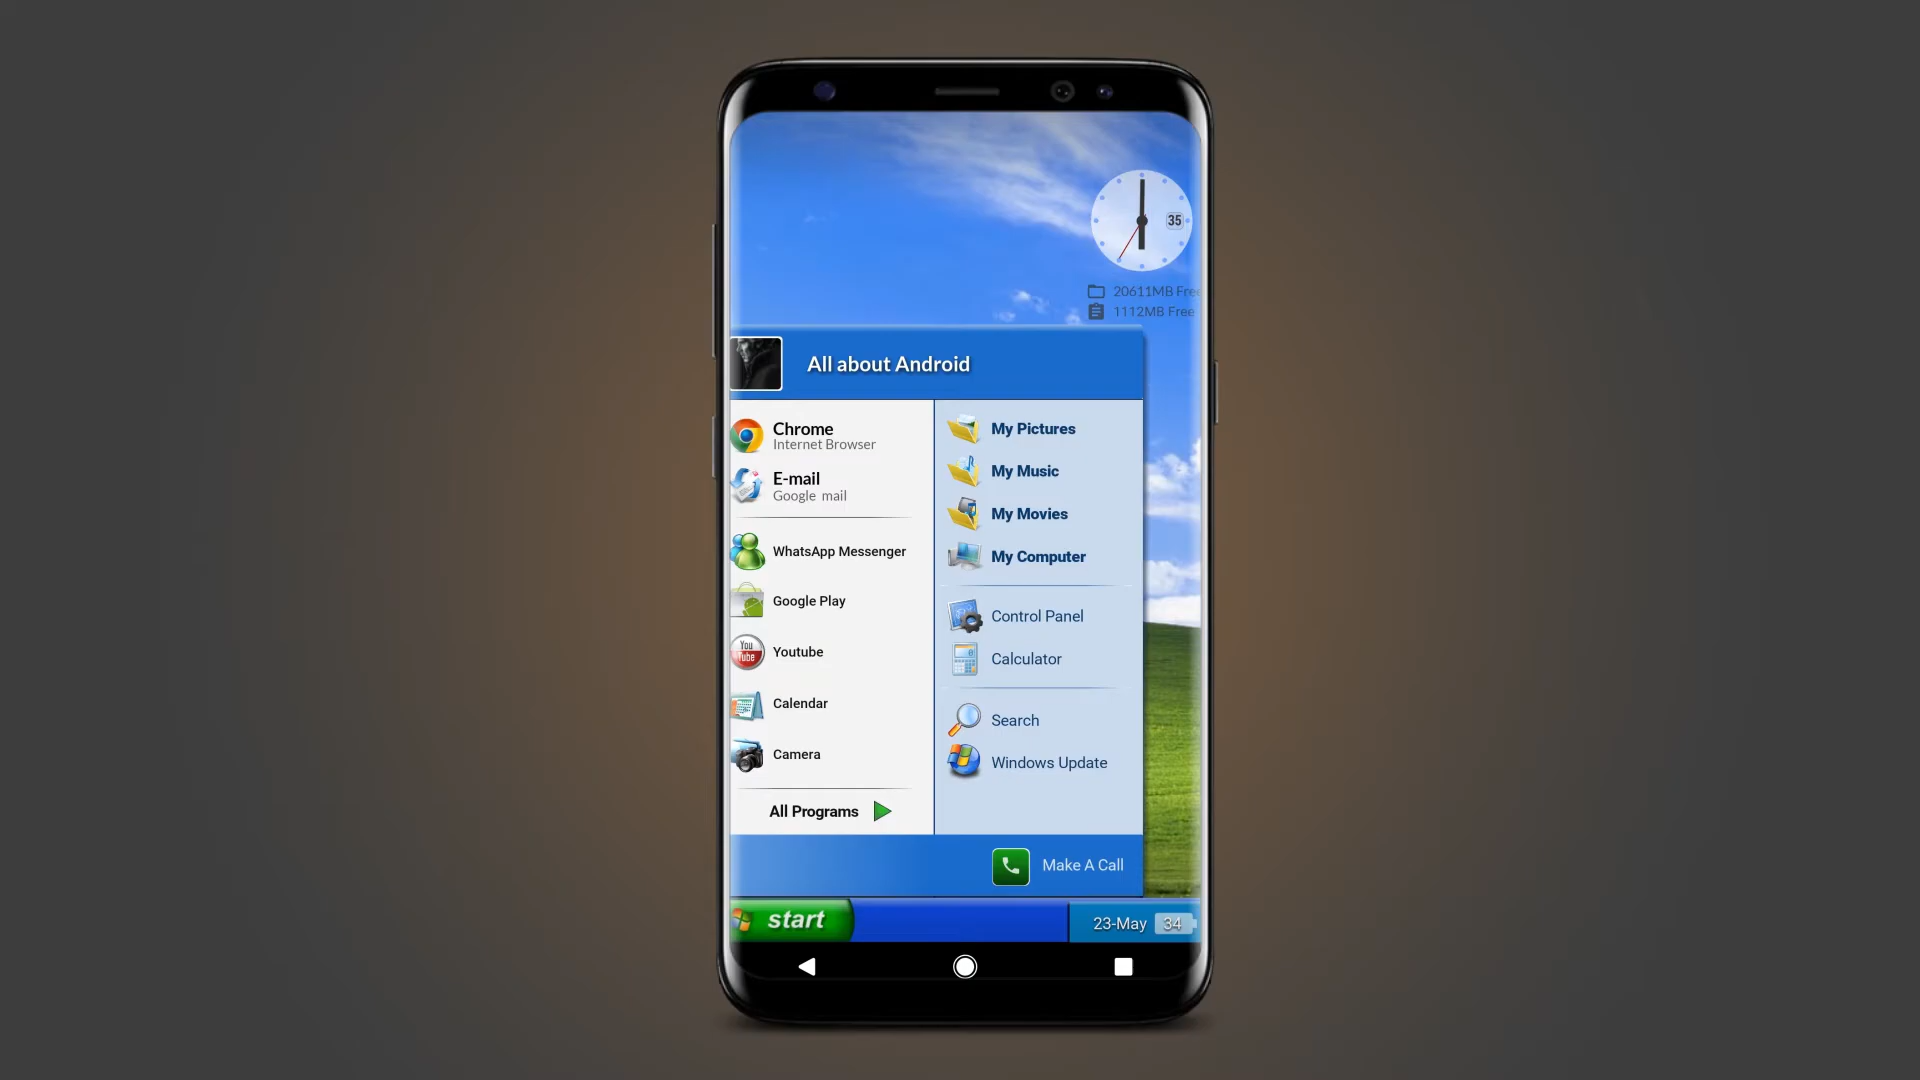 35
20611MB Free
1112MB Free
All about Android
Chrome
Internet Browser
E-mail
Google mail
WhatsApp Messenger
Google Play
You
Tube
Youtube
Calendar
Camera
All Programs
My Pictures
My Music
My Movies
My Computer
Control Panel
Calculator
Search
Windows Update
Make A Call
start
23-May
34